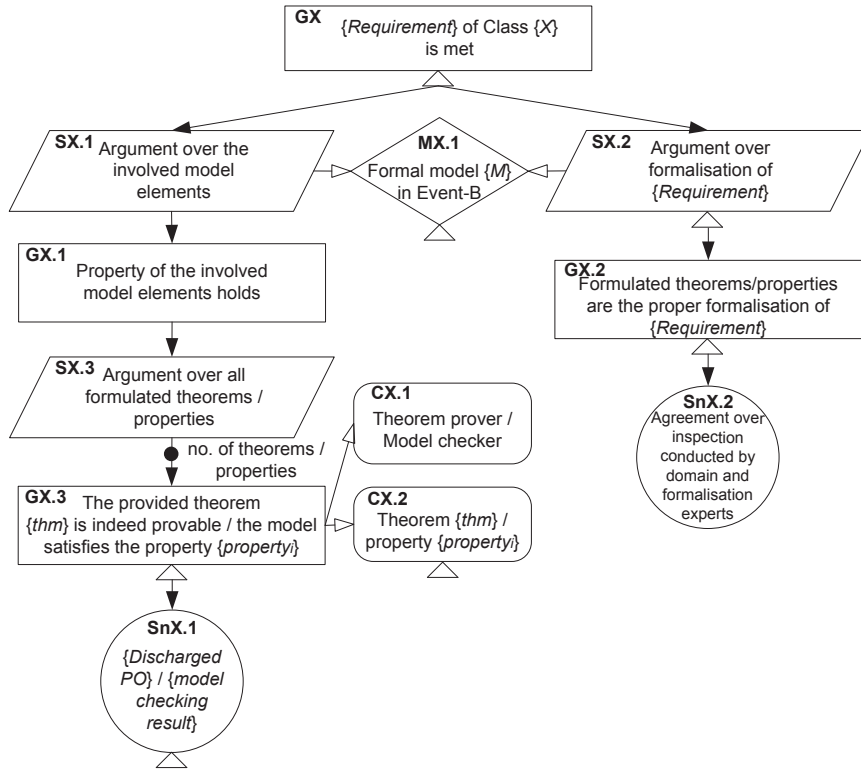 GX
{Requirement} of Class {X}
is met
SX.1
Argument over the
involved model
elements
MX.1
Formal model {M}
in Event-B
SX.2
Argument over
formalisation of
{Requirement}
GX.1
Property of the involved
model elements holds
GX.2
Formulated theorems/properties
are the proper formalisation of
{Requirement}
SX.3
Argument over all
formulated theorems /
properties
no. of theorems /
properties
CX.1
Theorem prover /
Model checker
SnX.2
Agreement over
inspection
conducted by
domain and
formalisation
experts
GX.3
The provided theorem
{thm} is indeed provable / the model
satisfies the property {propertyi}
CX.2
Theorem {thm} /
property {propertyi}
SnX.1
{Discharged
PO} / {model
checking
result}